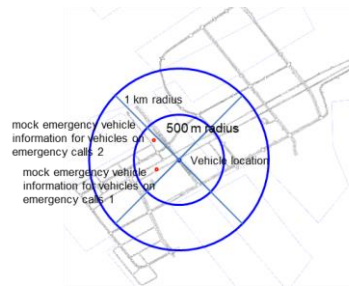 1 km radius
500 m radius
mock emergency vehicle
information for vehicles on
emergency calls 2
Vehicle location
mock emergency vehicle
information for vehicles on
emergency calls 1